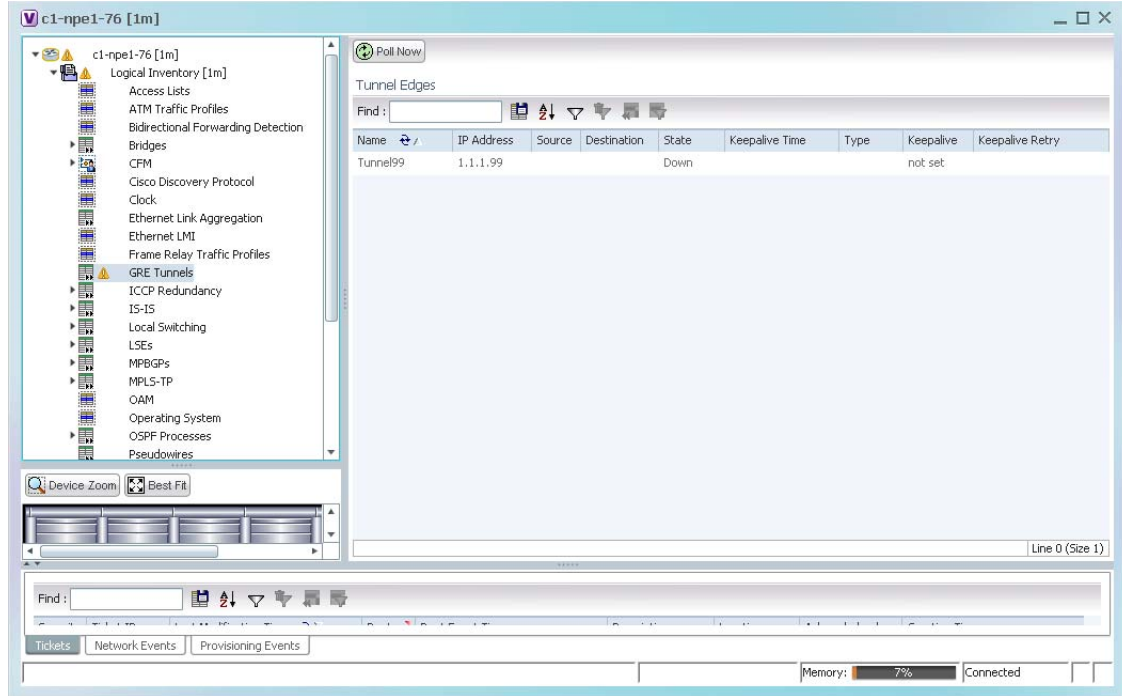 c1-npe1-76 [1m]
c1-npe1-76 [1m]
Logical Inventory [1m]
Access Lists
ATM Traffic Profiles
Bidirectional Forwarding Detection
Bridges
CFM
Cisco Discovery Protocol
Clock
Ethernet Link Aggregation
Ethernet LMI
Frame Relay Traffic Profiles
GRE Tunnels
ICCP Redundancy
IS-IS
Local Switching
LSEs
MPBGPs
MPLS-TP
OAM
Operating System
OSPF Processes
Pseudowires
Device Zoom Best Fit
Poll Now
Tunnel Edges
Find :
Name IP Address Source Destination State Keepalive Time Type Keepalive Keepalive Retry
Tunnel99 1.1.1.99 Down not set
Line 0 (Size 1)
Find :
Tickets Network Events Provisioning Events
Memory: 7% Connected